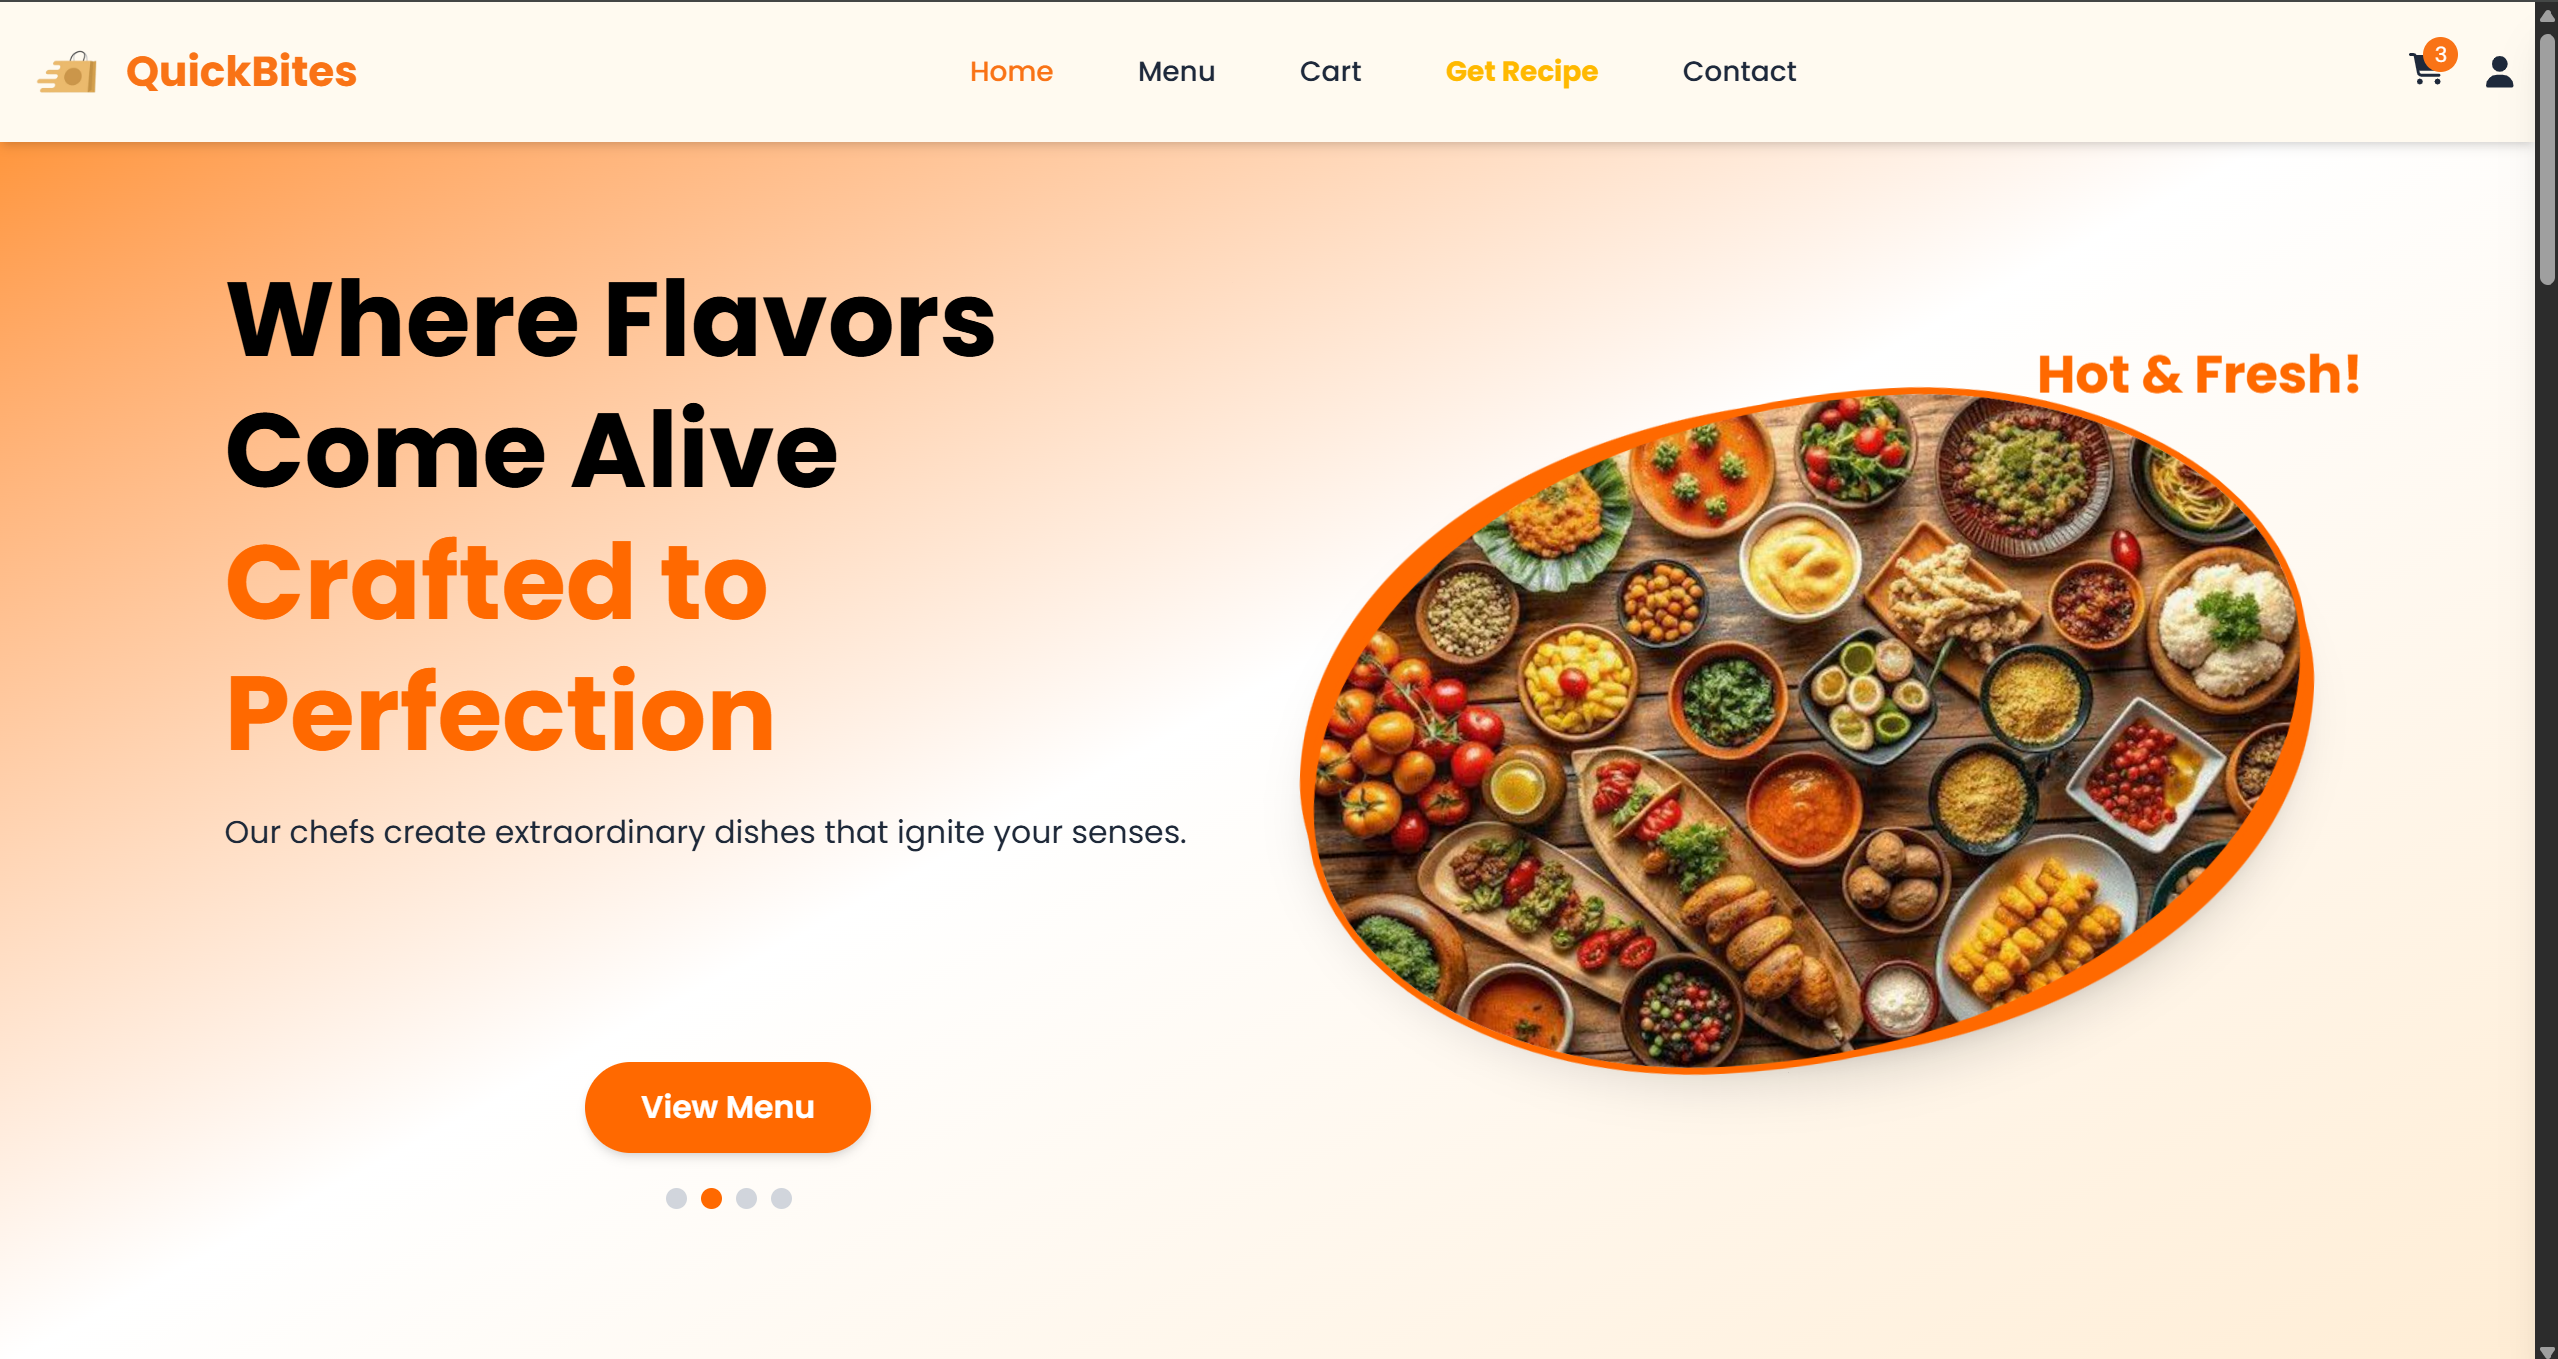 QuickBites
Home
Menu
Cart
Get Recipe
Contact
3
Where Flavors
Come Alive
Crafted to
Perfection
Our chefs create extraordinary dishes that ignite your senses.
View Menu
Hot & Fresh!